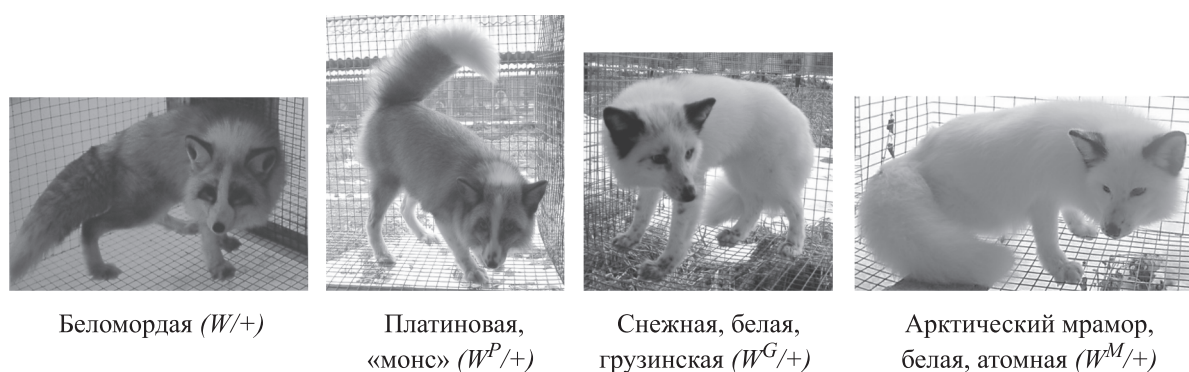 Беломордая (W/+)
Платиновая,
«монс» (W^P/+)
Снежная, белая,
грузинская (W^G/+)
Арктический мрамор,
белая, атомная (W^M/+)